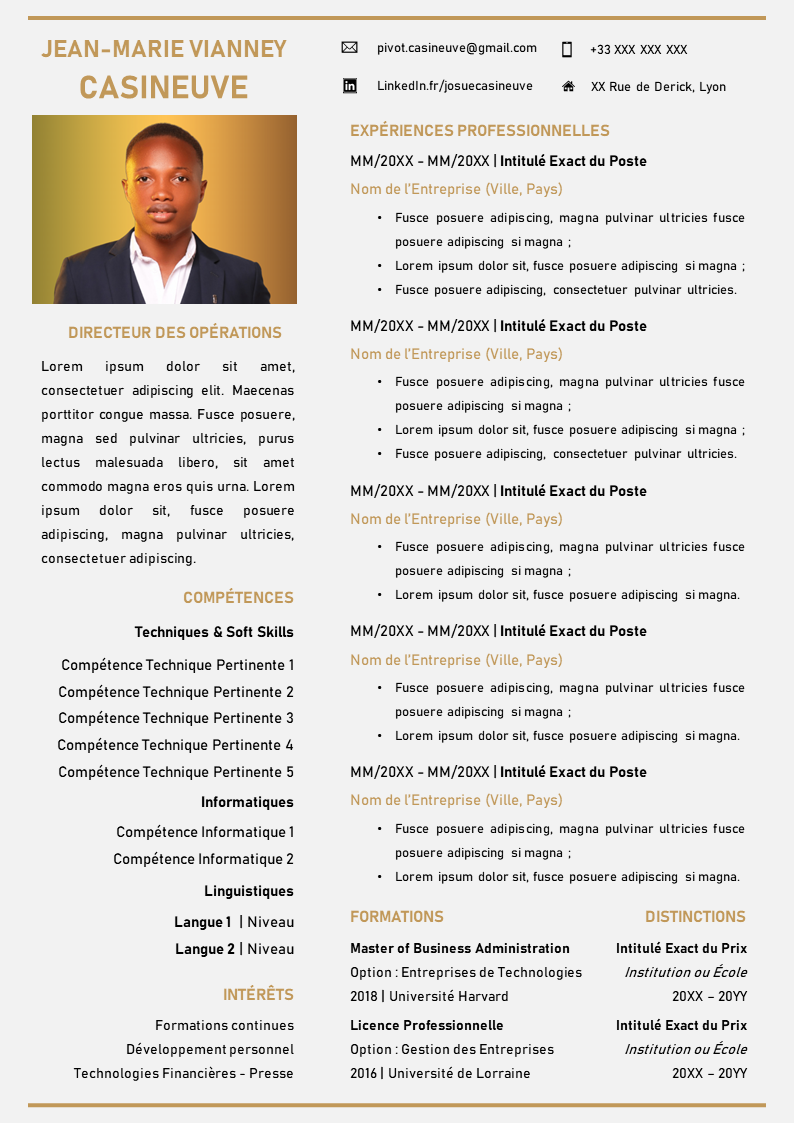 JEAN-MARIE VIANNEY
CASINEUVE
pivot.casineuve@gmail.com
+33 XXX XXX XXX
LinkedIn.fr/josuecasineuve
XX Rue de Derick, Lyon
DIRECTEUR DES OPÉRATIONS
Lorem ipsum dolor sit amet,
consectetuer adipiscing elit. Maecenas
porttitor congue massa. Fusce posuere,
magna sed pulvinar ultricies, purus
lectus malesuada libero, sit amet
commodo magna eros quis urna. Lorem
ipsum dolor sit, fusce posuere
adipiscing, magna pulvinar ultricies,
consectetuer adipiscing.
COMPÉTENCES
Techniques & Soft Skills
Compétence Technique Pertinente 1
Compétence Technique Pertinente 2
Compétence Technique Pertinente 3
Compétence Technique Pertinente 4
Compétence Technique Pertinente 5
Informatiques
Compétence Informatique 1
Compétence Informatique 2
Linguistiques
Langue 1 | Niveau
Langue 2 | Niveau
INTÉRÊTS
Formations continues
Développement personnel
Technologies Financières - Presse
EXPÉRIENCES PROFESSIONNELLES
MM/20XX - MM/20XX | Intitulé Exact du Poste
Nom de l'Entreprise (Ville, Pays)
• Fusce posuere adipiscing, magna pulvinar ultricies fusce
posuere adipiscing si magna ;
• Lorem ipsum dolor sit, fusce posuere adipiscing si magna ;
• Fusce posuere adipiscing, consectetuer pulvinar ultricies.
MM/20XX - MM/20XX | Intitulé Exact du Poste
Nom de l'Entreprise (Ville, Pays)
• Fusce posuere adipiscing, magna pulvinar ultricies fusce
posuere adipiscing si magna ;
• Lorem ipsum dolor sit, fusce posuere adipiscing si magna ;
• Fusce posuere adipiscing, consectetuer pulvinar ultricies.
MM/20XX - MM/20XX | Intitulé Exact du Poste
Nom de l'Entreprise (Ville, Pays)
• Fusce posuere adipiscing, magna pulvinar ultricies fusce
posuere adipiscing si magna ;
• Lorem ipsum dolor sit, fusce posuere adipiscing si magna.
MM/20XX - MM/20XX | Intitulé Exact du Poste
Nom de l'Entreprise (Ville, Pays)
• Fusce posuere adipiscing, magna pulvinar ultricies fusce
posuere adipiscing si magna ;
• Lorem ipsum dolor sit, fusce posuere adipiscing si magna.
MM/20XX - MM/20XX | Intitulé Exact du Poste
Nom de l'Entreprise (Ville, Pays)
• Fusce posuere adipiscing, magna pulvinar ultricies fusce
posuere adipiscing si magna ;
• Lorem ipsum dolor sit, fusce posuere adipiscing si magna.
FORMATIONS
Master of Business Administration
Option : Entreprises de Technologies
2018 | Université Harvard
Licence Professionnelle
Option : Gestion des Entreprises
2016 | Université de Lorraine
DISTINCTIONS
Intitulé Exact du Prix
Institution ou École
20XX – 20YY
Intitulé Exact du Prix
Institution ou École
20XX – 20YY